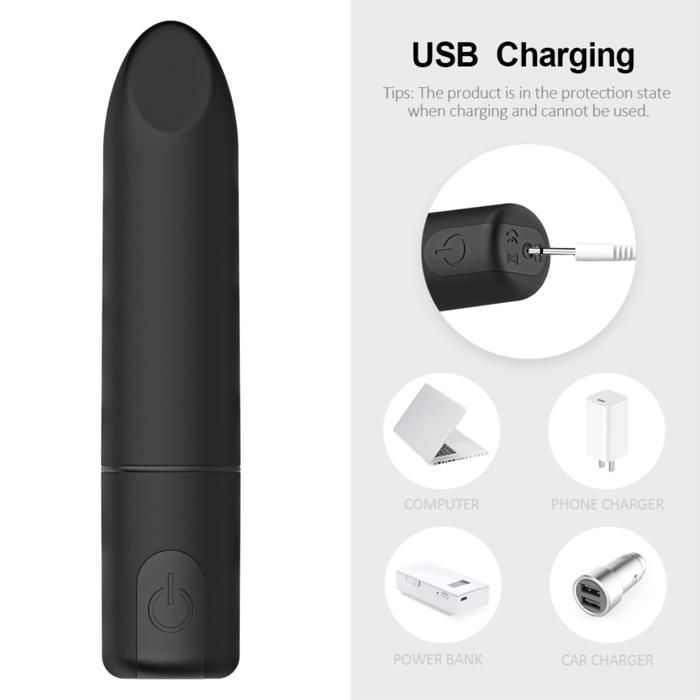 USB Charging
Tips: The product is in the protection state
when charging and cannot be used.
COMPUTER
PHONE CHARGER
POWER BANK
CAR CHARGER